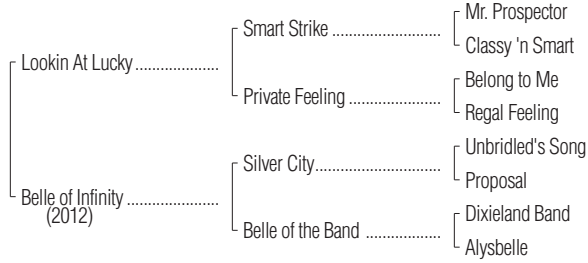 Mr. Prospector
Smart Strike ......................
Classy 'n Smart
Lookin At Lucky.................
Belong to Me
Private Feeling ...................
Regal Feeling
Unbridled's Song
Silver City.........................
Proposal
Belle of Infinity ...................
(2012)
Dixieland Band
Belle of the Band ...............
Alysbelle